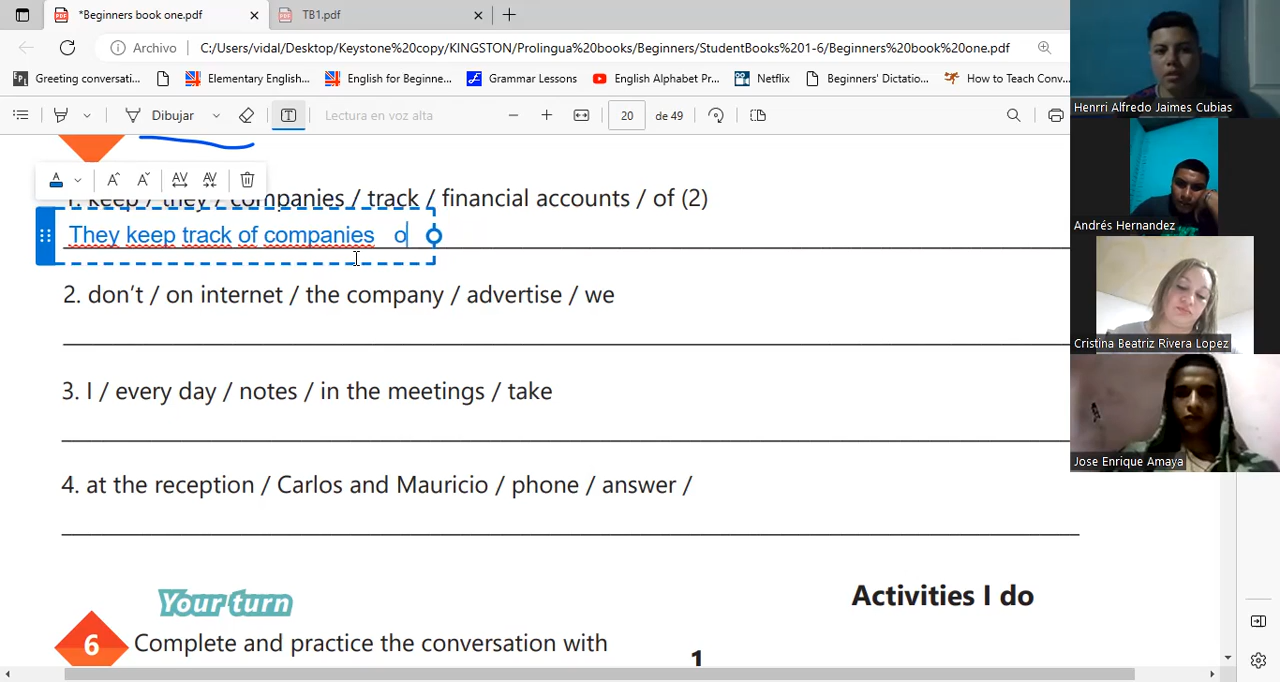 *Beginners book one.pdf
TB1.pdf
Archivo
C:/Users/vidal/Desktop/Keystone%20copy/KINGSTON/Prolingua%20books/Beginners/StudentBooks%201-6/Beginners%20book%20one.pdf
Greeting conversati...
Elementary English...
English for Beginne...
Grammar Lessons
English Alphabet Pr...
Netflix
Beginners' Dictatio...
How to Teach Conv...
Dibujar
Lectura en voz alta
20
de 49
1. keep / they / companies / track / financial accounts / of (2)
They keep track of companies o
2. don't / on internet / the company / advertise / we
3. I / every day / notes / in the meetings / take
4. at the reception / Carlos and Mauricio / phone / answer /
Your turn
Activities I do
6
Complete and practice the conversation with
1
Henrri Alfredo Jaimes Cubias
Andrés Hernandez
Cristina Beatriz Rivera Lopez
Jose Enrique Amaya